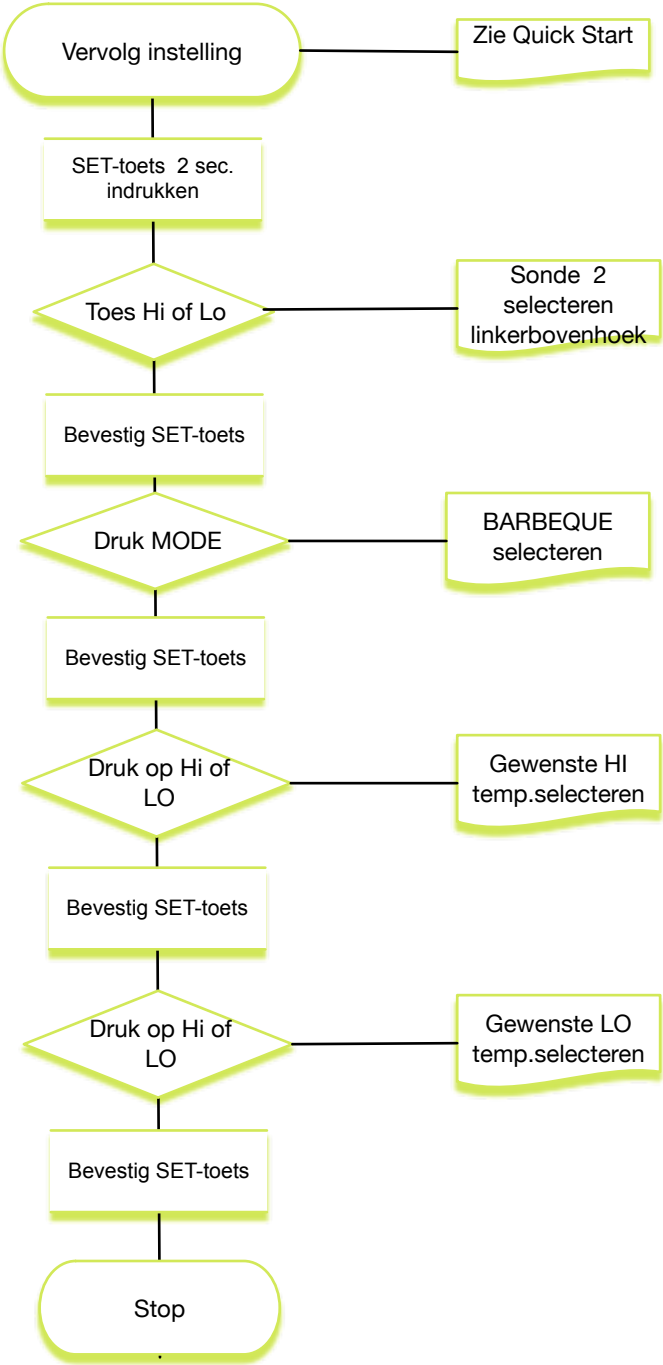 Vervolg instelling
Zie Quick Start
SET-toets 2 sec.
indrukken
Toes Hi of Lo
Sonde 2
selecteren
linkerbovenhoek
Bevestig SET-toets
Druk MODE
BARBEQUE
selecteren
Bevestig SET-toets
Druk op Hi of
LO
Gewenste HI
temp.selecteren
Bevestig SET-toets
Druk op Hi of
LO
Gewenste LO
temp.selecteren
Bevestig SET-toets
Stop
.